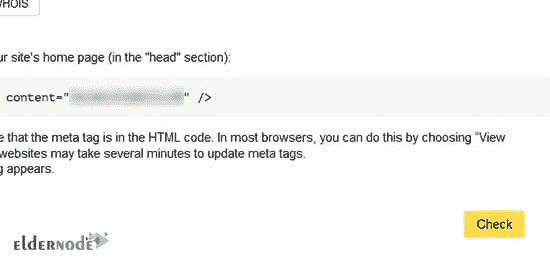 WHOIS
ur site's home page (in the "head" section):
content=" " />
e that the meta tag is in the HTML code. In most browsers, you can do this by choosing "View
websites may take several minutes to update meta tags.
g appears.
Check
eldernode